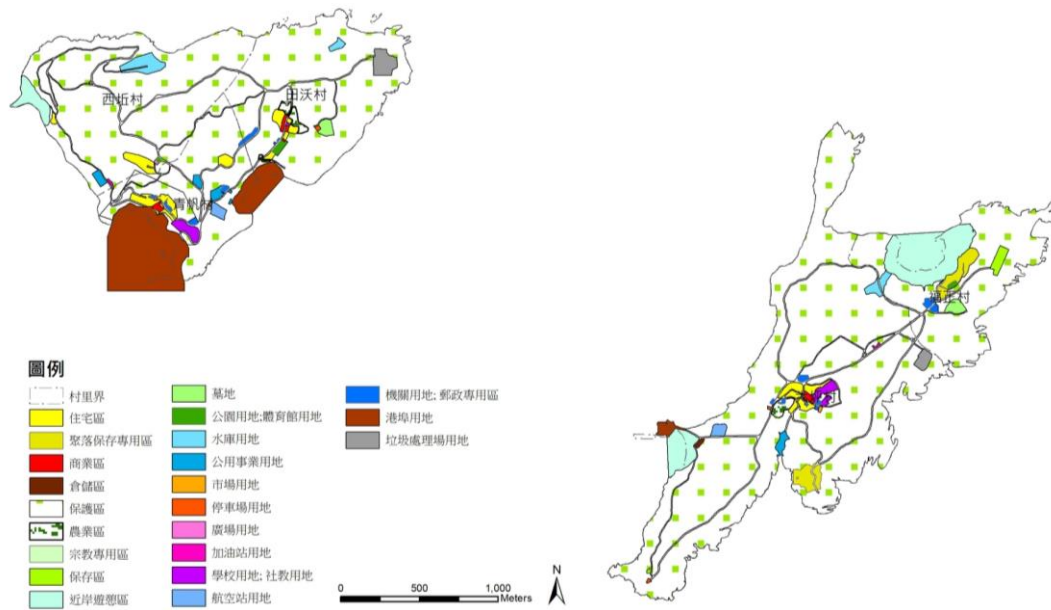 西坵村
田沃村
青帆村
福正村
圖例
村里界
住宅區
聚落保存專用區
商業區
倉儲區
保護區
農業區
宗教專用區
保存區
近岸遊憩區
墓地
公園用地;體育館用地
水庫用地
公用事業用地
市場用地
停車場用地
廣場用地
加油站用地
學校用地; 社教用地
航空站用地
機關用地; 郵政專用區
港埠用地
垃圾處理場用地
0 500 1,000
Meters
N